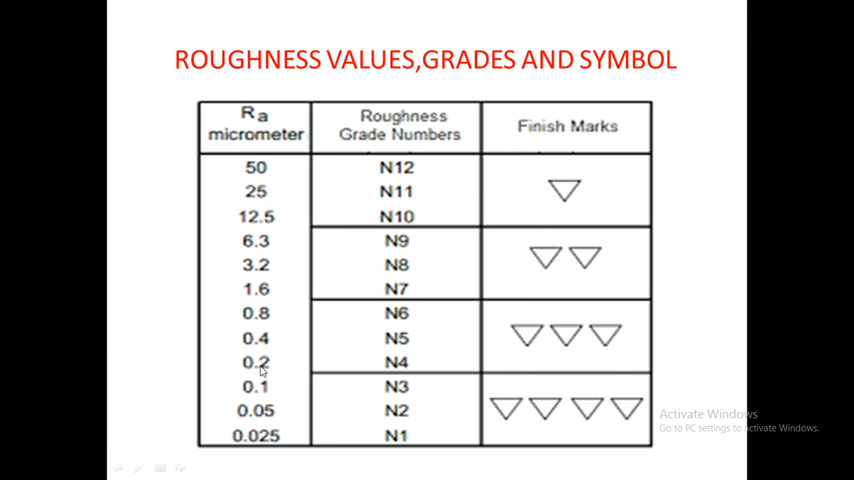 ROUGHNESS VALUES,GRADES AND SYMBOL
Ra Roughness Finish Marks
micrometer Grade Numbers
50 N12
25 N11
12.5 N10
6.3 N9
3.2 N8
1.6 N7
0.8 N6
0.4 N5
0.2 N4
0.1 N3
0.05 N2
0.025 N1
Activate Windows
Go to PC settings to activate Windows.